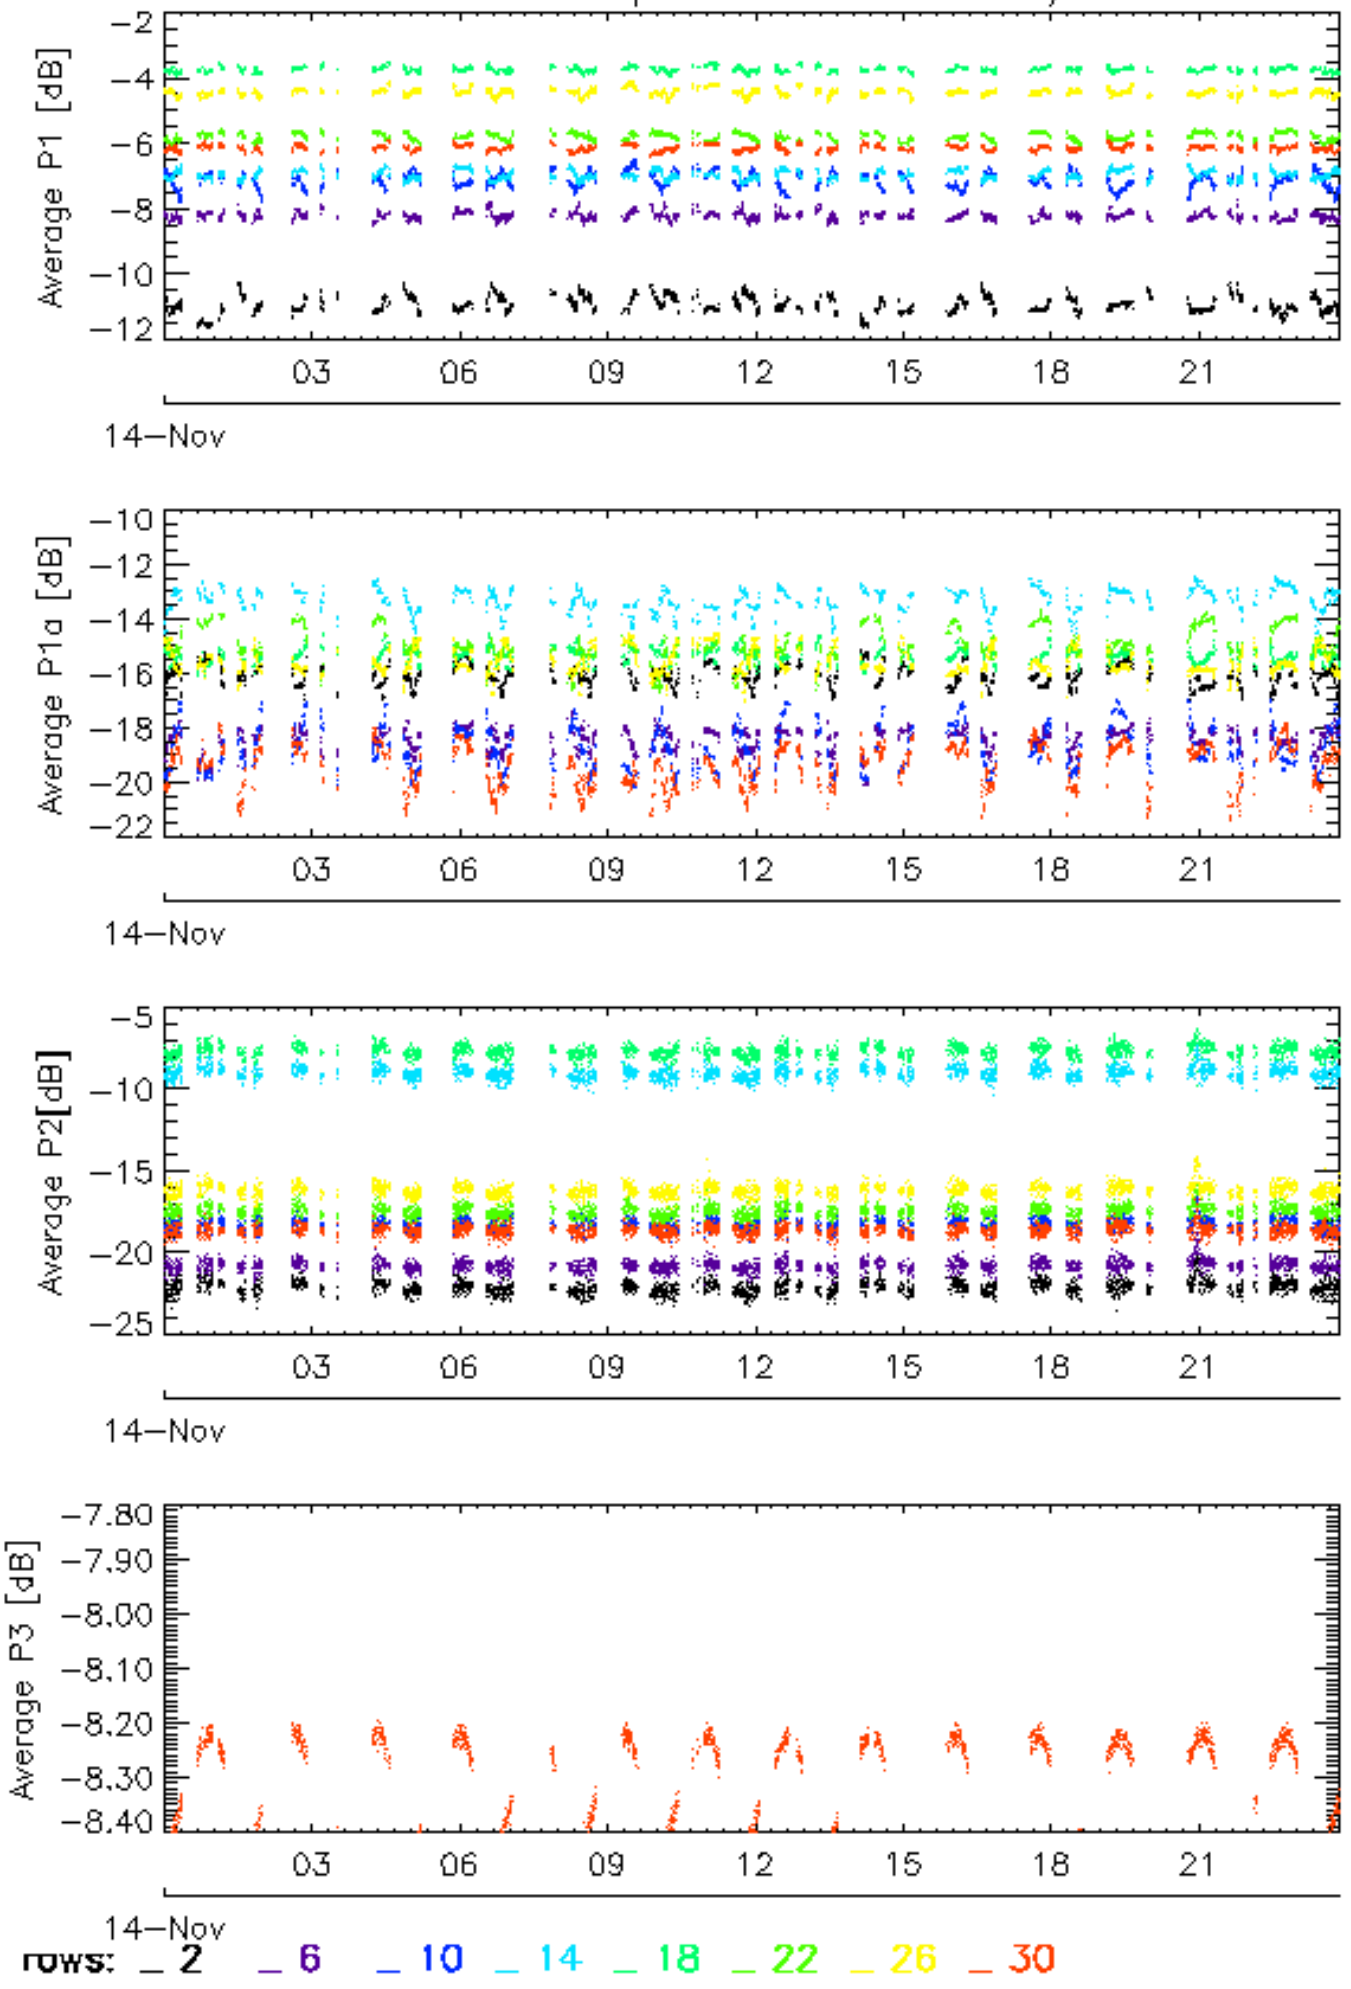 Average P1 [dB]
-2
-4
-6
-8
-10
-12
03 06 09 12 15 18 21
14-Nov
Average P1a [dB]
-10
-12
-14
-16
-18
-20
-22
03 06 09 12 15 18 21
14-Nov
Average P2[dB]
-5
-10
-15
-20
-25
03 06 09 12 15 18 21
14-Nov
Average P3 [dB]
-7.80
-7.90
-8.00
-8.10
-8.20
-8.30
-8.40
03 06 09 12 15 18 21
14-Nov
rows: _ 2 _ 6 _ 10 _ 14 _ 18 _ 22 _ 26 _ 30